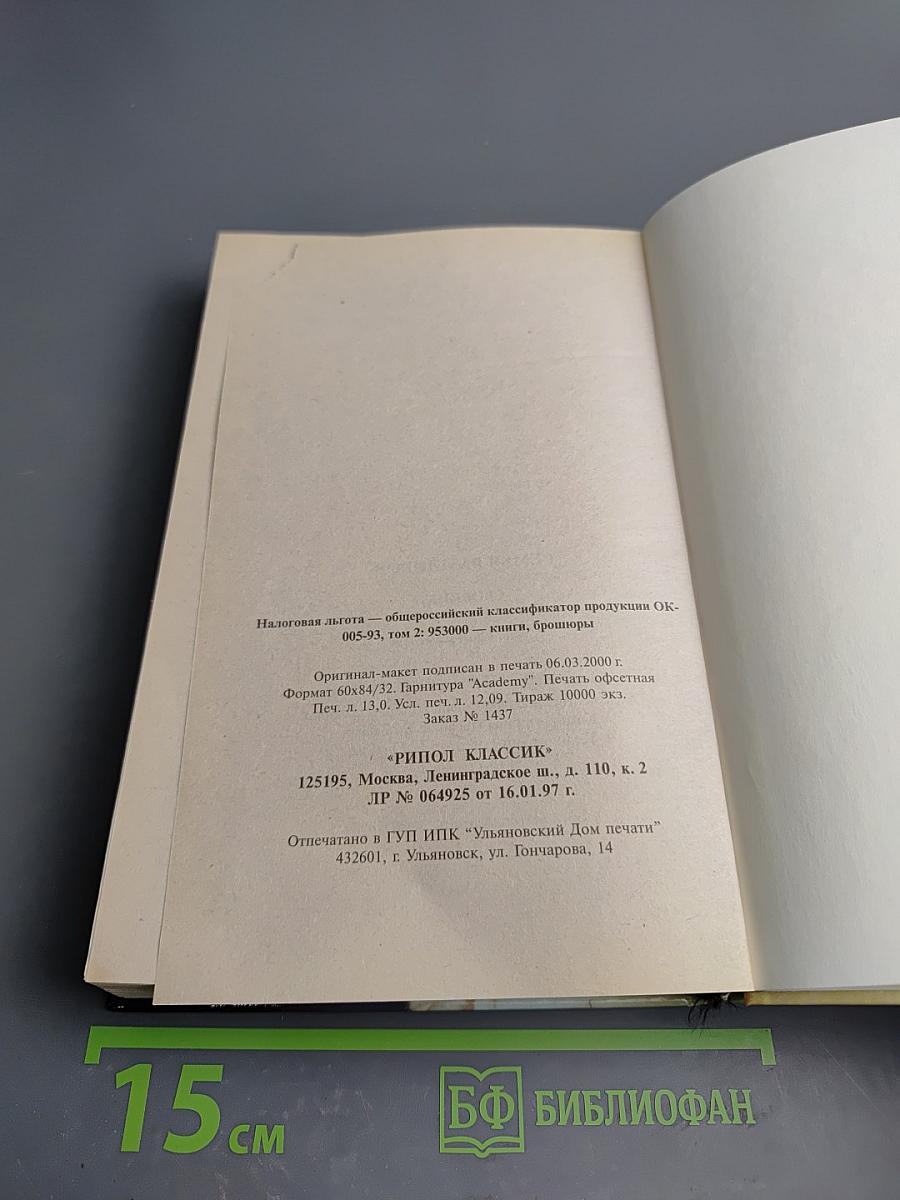 Налоговая льгота — общероссийский классификатор продукции ОК-
005-93, том 2: 953000 — книги, брошюры
Оригинал-макет подписан в печать 06.03.2000 г.
Формат 60х84/32. Гарнитура "Academy". Печать офсетная
Печ. л. 13,0. Усл. печ. л. 12,09. Тираж 10000 экз.
Заказ № 1437
«РИПОЛ КЛАССИК»
125195, Москва, Ленинградское ш., д. 110, к. 2
ЛР № 064925 от 16.01.97 г.
Отпечатано в ГУП ИПК “Ульяновский Дом печати”
432601, г. Ульяновск, ул. Гончарова, 14
15 см
БФ БИБЛИОФАН